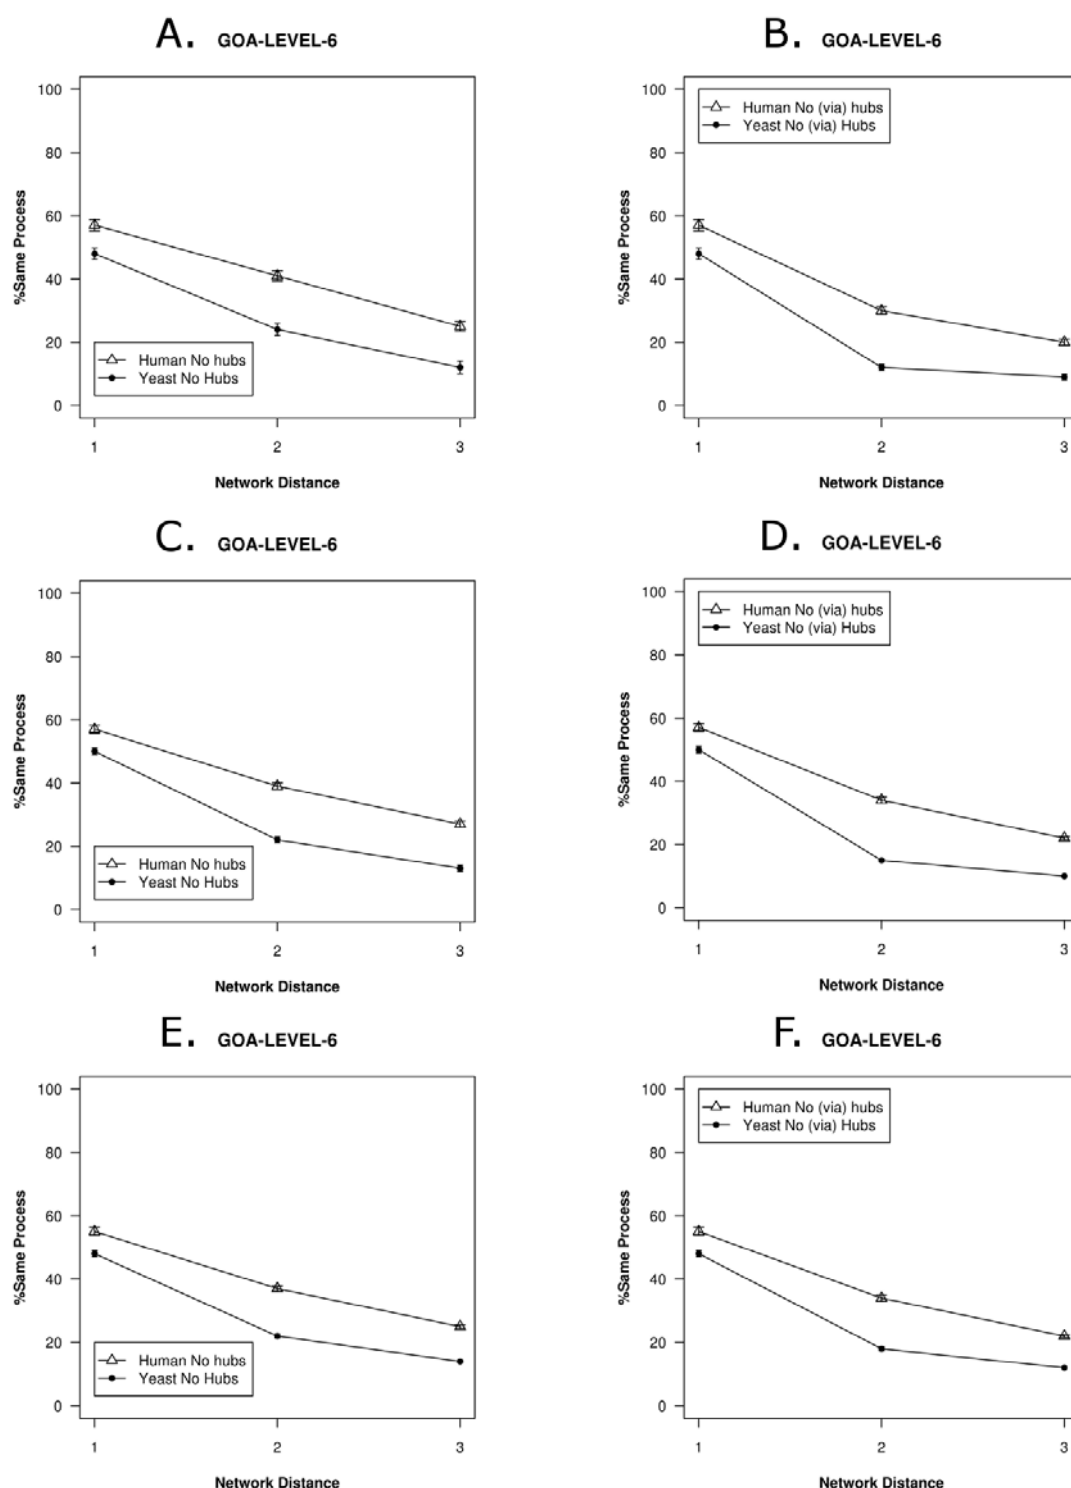 A. GOA-LEVEL-6
100
80
60
40
20
0
%Same Process
Human No hubs
Yeast No Hubs
1 2 3
Network Distance
B. GOA-LEVEL-6
100
80
60
40
20
0
%Same Process
Human No (via) hubs
Yeast No (via) Hubs
1 2 3
Network Distance
C. GOA-LEVEL-6
100
80
60
40
20
0
%Same Process
Human No hubs
Yeast No Hubs
1 2 3
Network Distance
D. GOA-LEVEL-6
100
80
60
40
20
0
%Same Process
Human No (via) hubs
Yeast No (via) Hubs
1 2 3
Network Distance
E. GOA-LEVEL-6
100
80
60
40
20
0
%Same Process
Human No hubs
Yeast No Hubs
1 2 3
Network Distance
F. GOA-LEVEL-6
100
80
60
40
20
0
%Same Process
Human No (via) hubs
Yeast No (via) Hubs
1 2 3
Network Distance